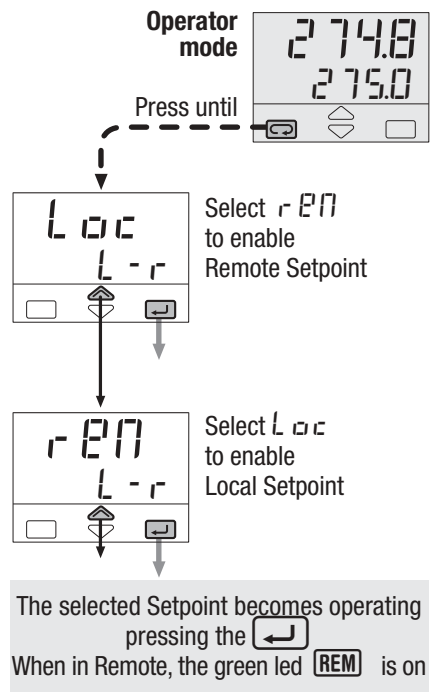 Operator
mode
274.8
275.0
Press until
Loc
L-r
Select rEM
to enable
Remote Setpoint
rEM
L-r
Select Loc
to enable
Local Setpoint
The selected Setpoint becomes operating
pressing the
When in Remote, the green led REM is on